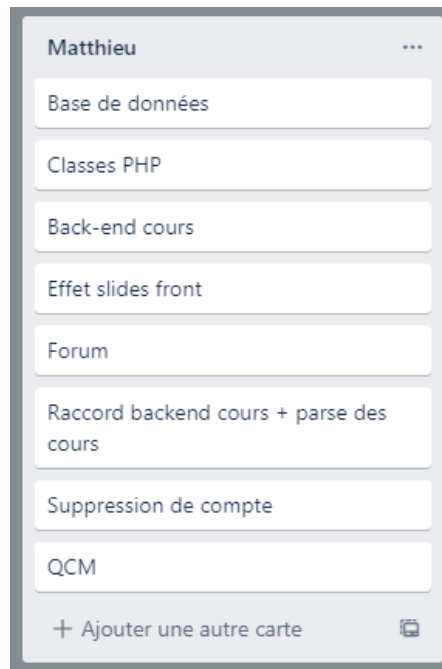 Matthieu
Base de données
Classes PHP
Back-end cours
Effet slides front
Forum
Raccord backend cours + parse des
cours
Suppression de compte
QCM
+ Ajouter une autre carte